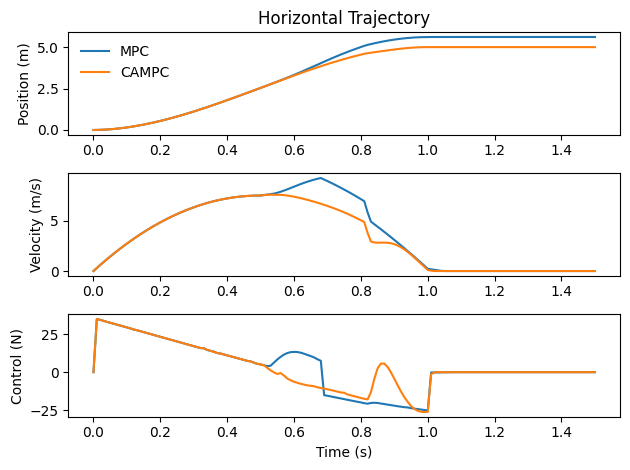 Horizontal Trajectory
Position (m)
5.0
2.5
0.0
MPC
CAMPC
0.0 0.2 0.4 0.6 0.8 1.0 1.2 1.4
Velocity (m/s)
5
0
0.0 0.2 0.4 0.6 0.8 1.0 1.2 1.4
Control (N)
25
0
−25
0.0 0.2 0.4 0.6 0.8 1.0 1.2 1.4
Time (s)